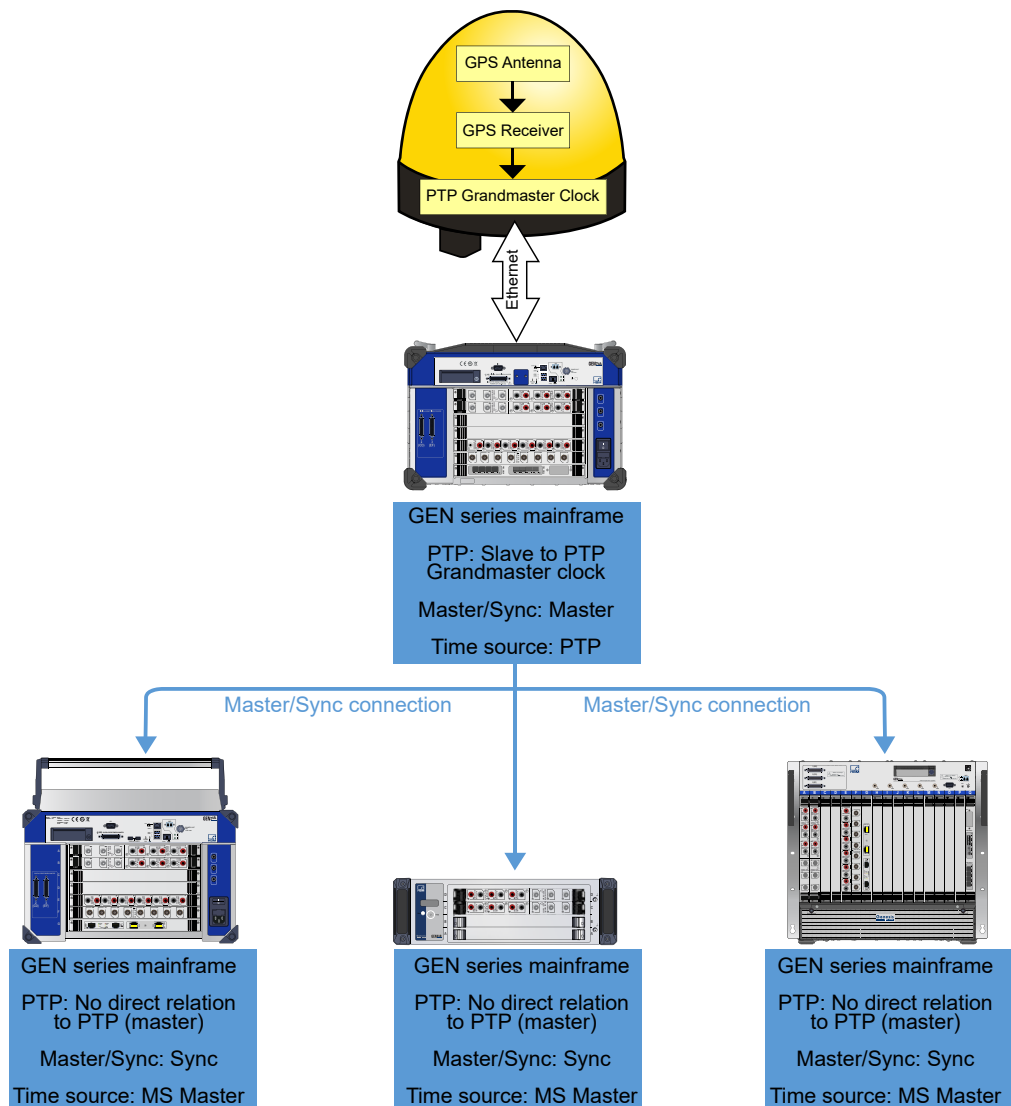 GPS Antenna
GPS Receiver
PTP Grandmaster Clock
Ethernet
GEN series mainframe
PTP: Slave to PTP
Grandmaster clock
Master/Sync: Master
Time source: PTP
Master/Sync connection
Master/Sync connection
GEN series mainframe
PTP: No direct relation
to PTP (master)
Master/Sync: Sync
Time source: MS Master
GEN series mainframe
PTP: No direct relation
to PTP (master)
Master/Sync: Sync
Time source: MS Master
GEN series mainframe
PTP: No direct relation
to PTP (master)
Master/Sync: Sync
Time source: MS Master